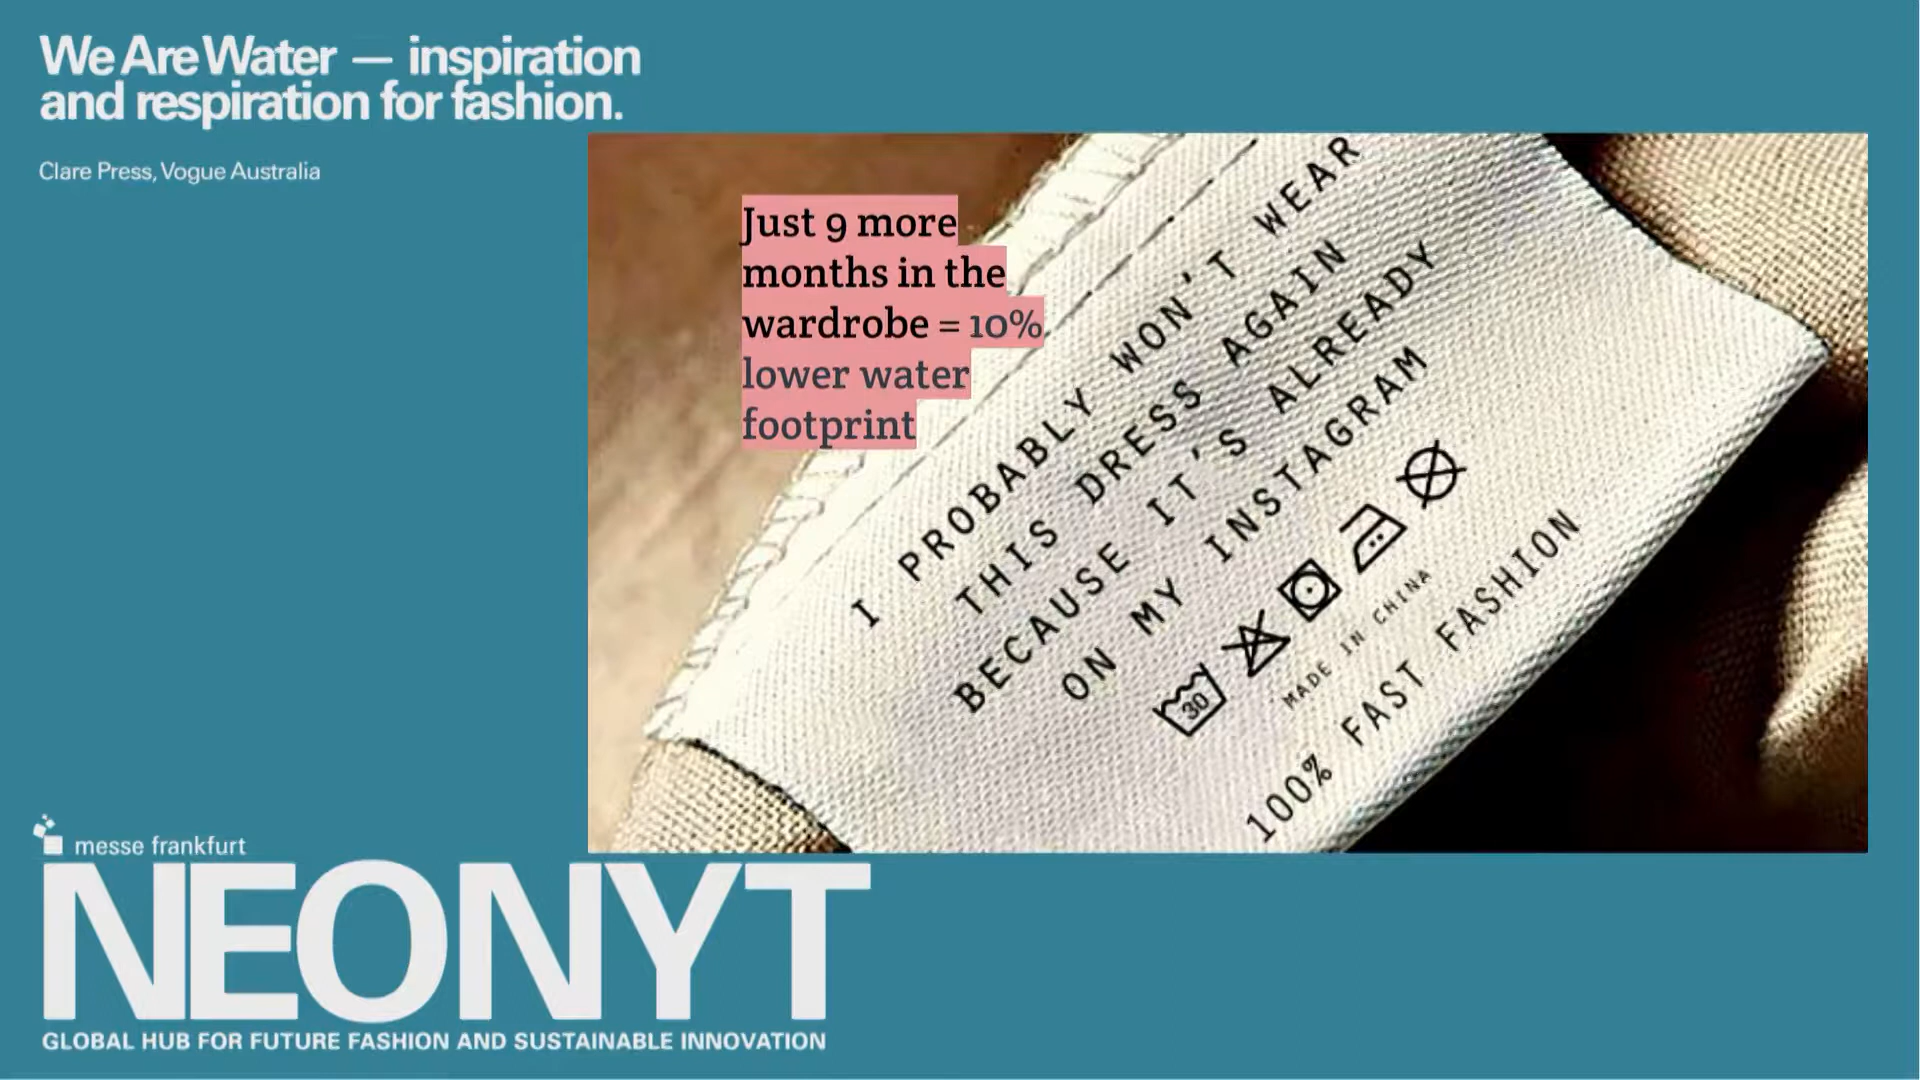 We Are Water — inspiration
and respiration for fashion.
Clare Press, Vogue Australia
Just 9 more
months in the
wardrobe = 10%
lower water
footprint
I PROBABLY WON'T WEAR
THIS DRESS AGAIN
BECAUSE IT'S ALREADY
ON MY INSTAGRAM
30
MADE IN CHINA
100% FAST FASHION
messe frankfurt
NEONYT
GLOBAL HUB FOR FUTURE FASHION AND SUSTAINABLE INNOVATION